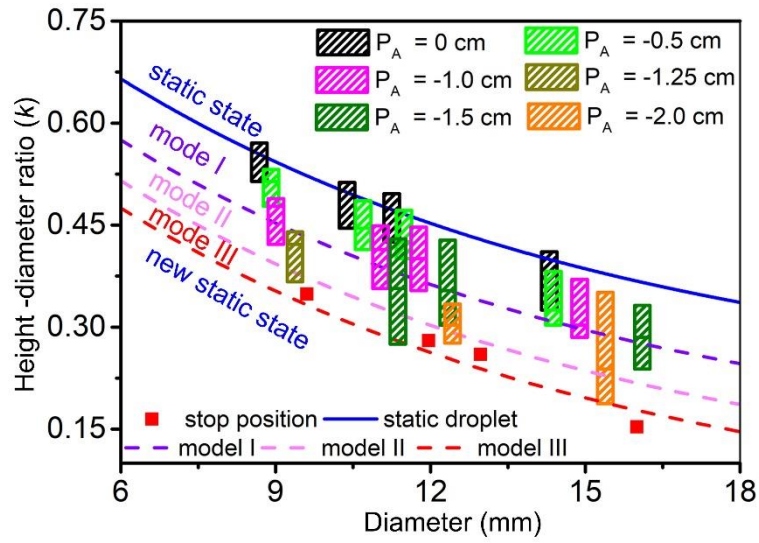 0.75
0.60
0.45
0.30
0.15
Height -diameter ratio (k)
P_A = 0 cm
P_A = -0.5 cm
P_A = -1.0 cm
P_A = -1.25 cm
P_A = -1.5 cm
P_A = -2.0 cm
static state
mode I
mode II
mode III
new static state
stop position
static droplet
model I
model II
model III
6
9
12
15
18
Diameter (mm)